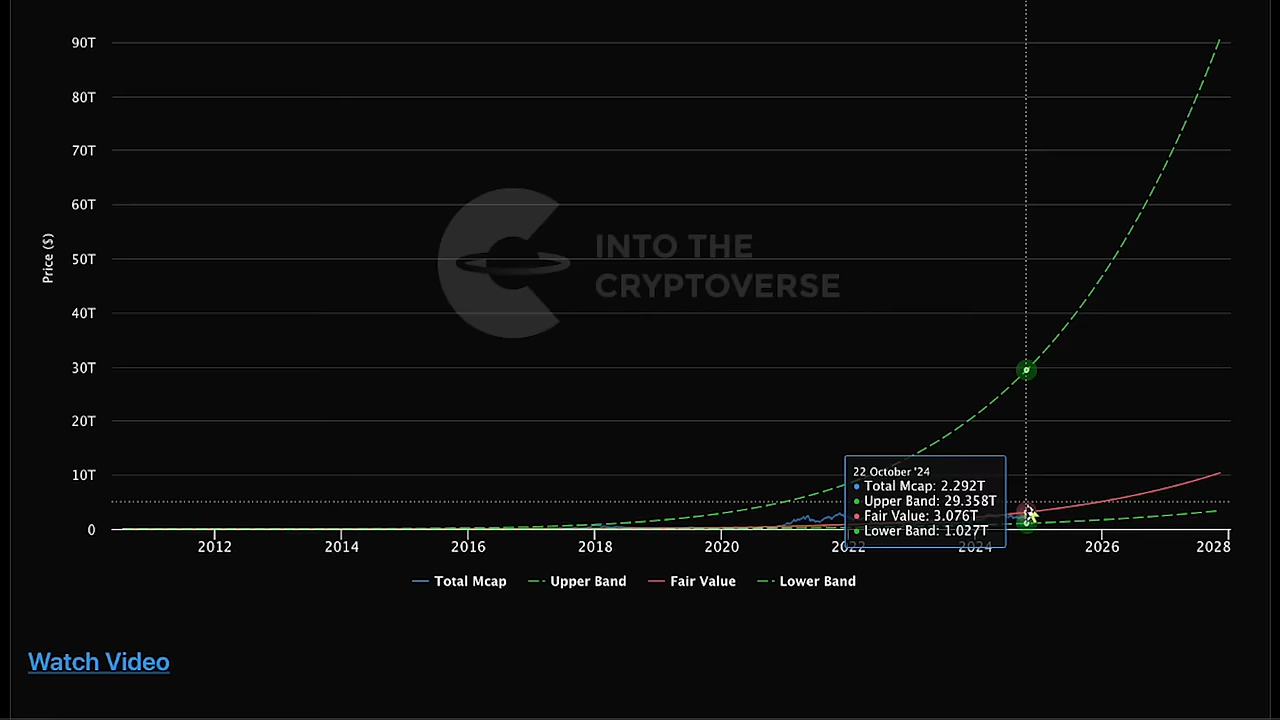 90T
80T
70T
60T
50T
40T
30T
20T
10T
0
Price ($)
INTO THE
CRYPTOVERSE
22 October '24
Total Mcap: 2.292T
Upper Band: 29.358T
Fair Value: 3.076T
Lower Band: 1.027T
2012 2014 2016 2018 2020 2022 2024 2026 2028
Total Mcap Upper Band Fair Value Lower Band
Watch Video